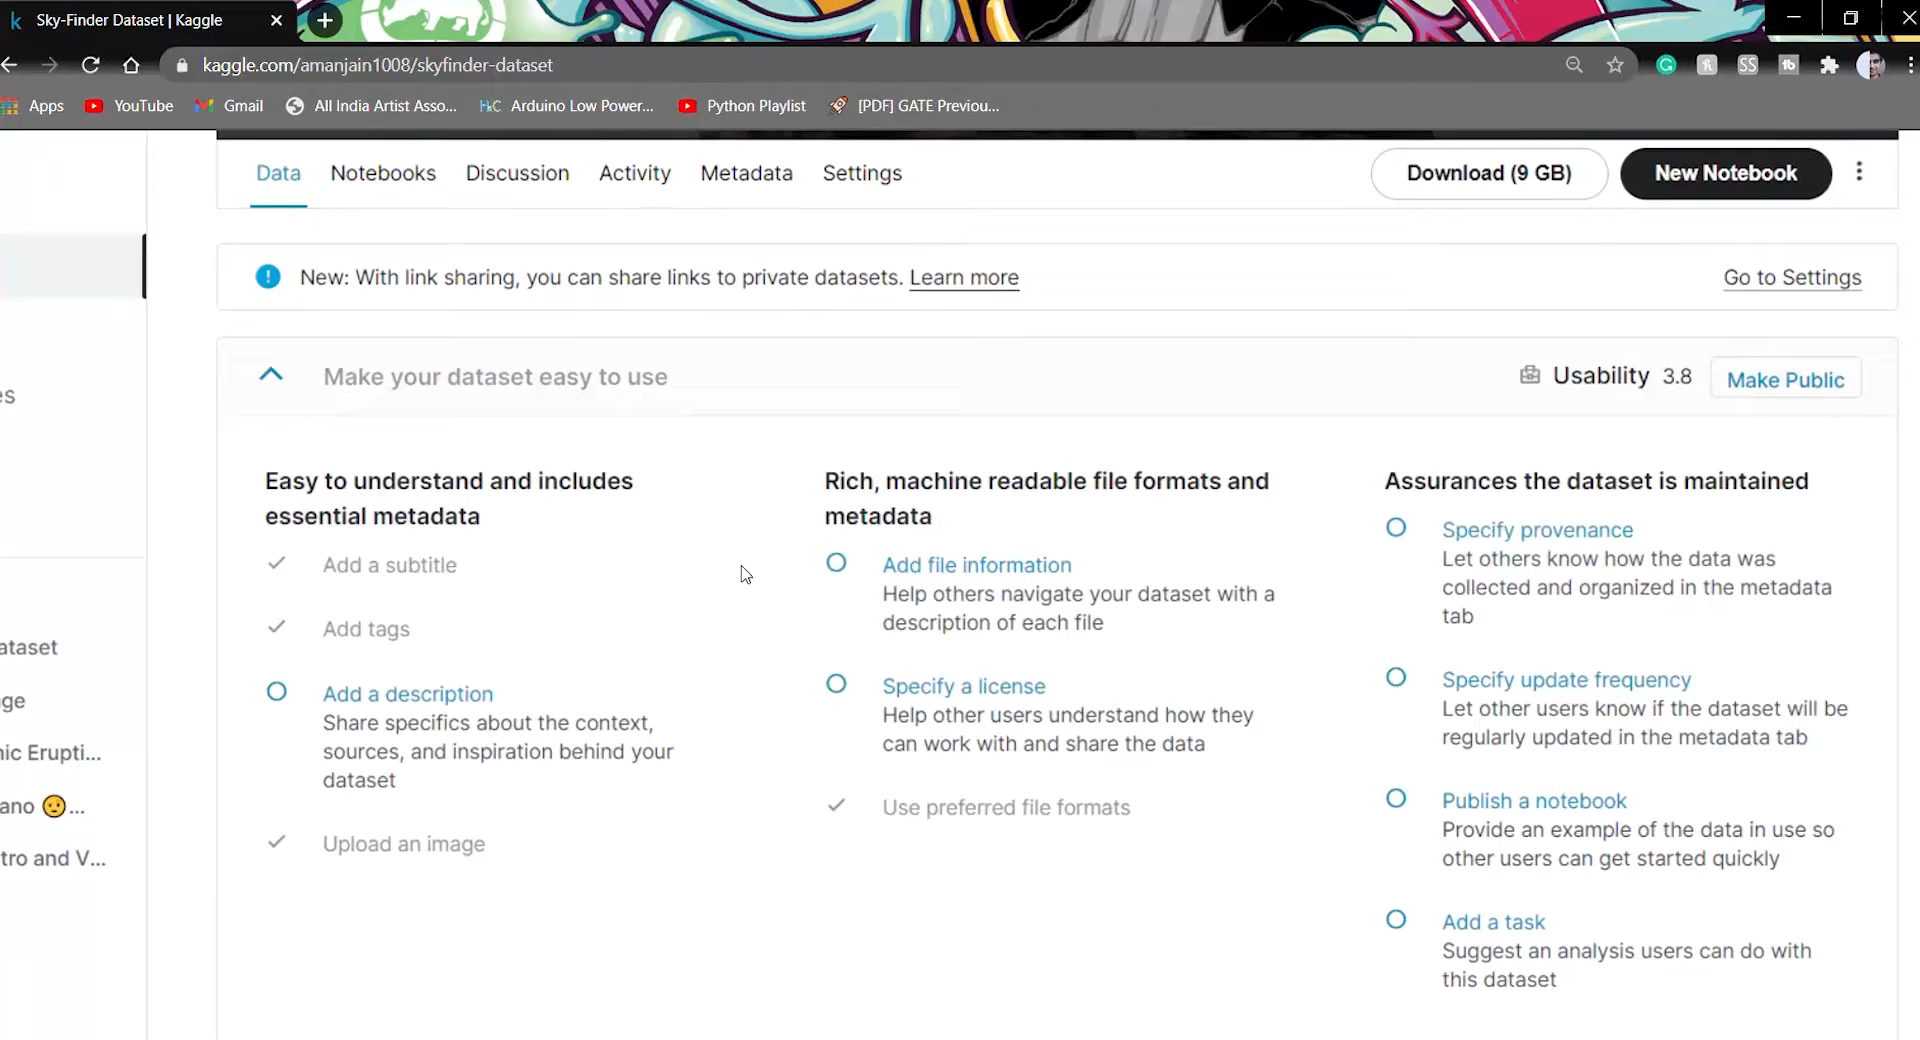 Sky-Finder Dataset | Kaggle
kaggle.com/amanjain1008/skyfinder-dataset
Apps YouTube Gmail All India Artist Asso... Arduino Low Power... Python Playlist [PDF] GATE Previou...
Data Notebooks Discussion Activity Metadata Settings Download (9 GB) New Notebook
New: With link sharing, you can share links to private datasets. Learn more Go to Settings
Make your dataset easy to use Usability 3.8 Make Public
Easy to understand and includes
essential metadata
Add a subtitle
Add tags
Add a description
Share specifics about the context,
sources, and inspiration behind your
dataset
Upload an image
Rich, machine readable file formats and
metadata
Add file information
Help others navigate your dataset with a
description of each file
Specify a license
Help other users understand how they
can work with and share the data
Use preferred file formats
Assurances the dataset is maintained
Specify provenance
Let others know how the data was
collected and organized in the metadata
tab
Specify update frequency
Let other users know if the dataset will be
regularly updated in the metadata tab
Publish a notebook
Provide an example of the data in use so
other users can get started quickly
Add a task
Suggest an analysis users can do with
this dataset
es
ataset
ge
nic Erupti...
ano 😟...
tro and V...